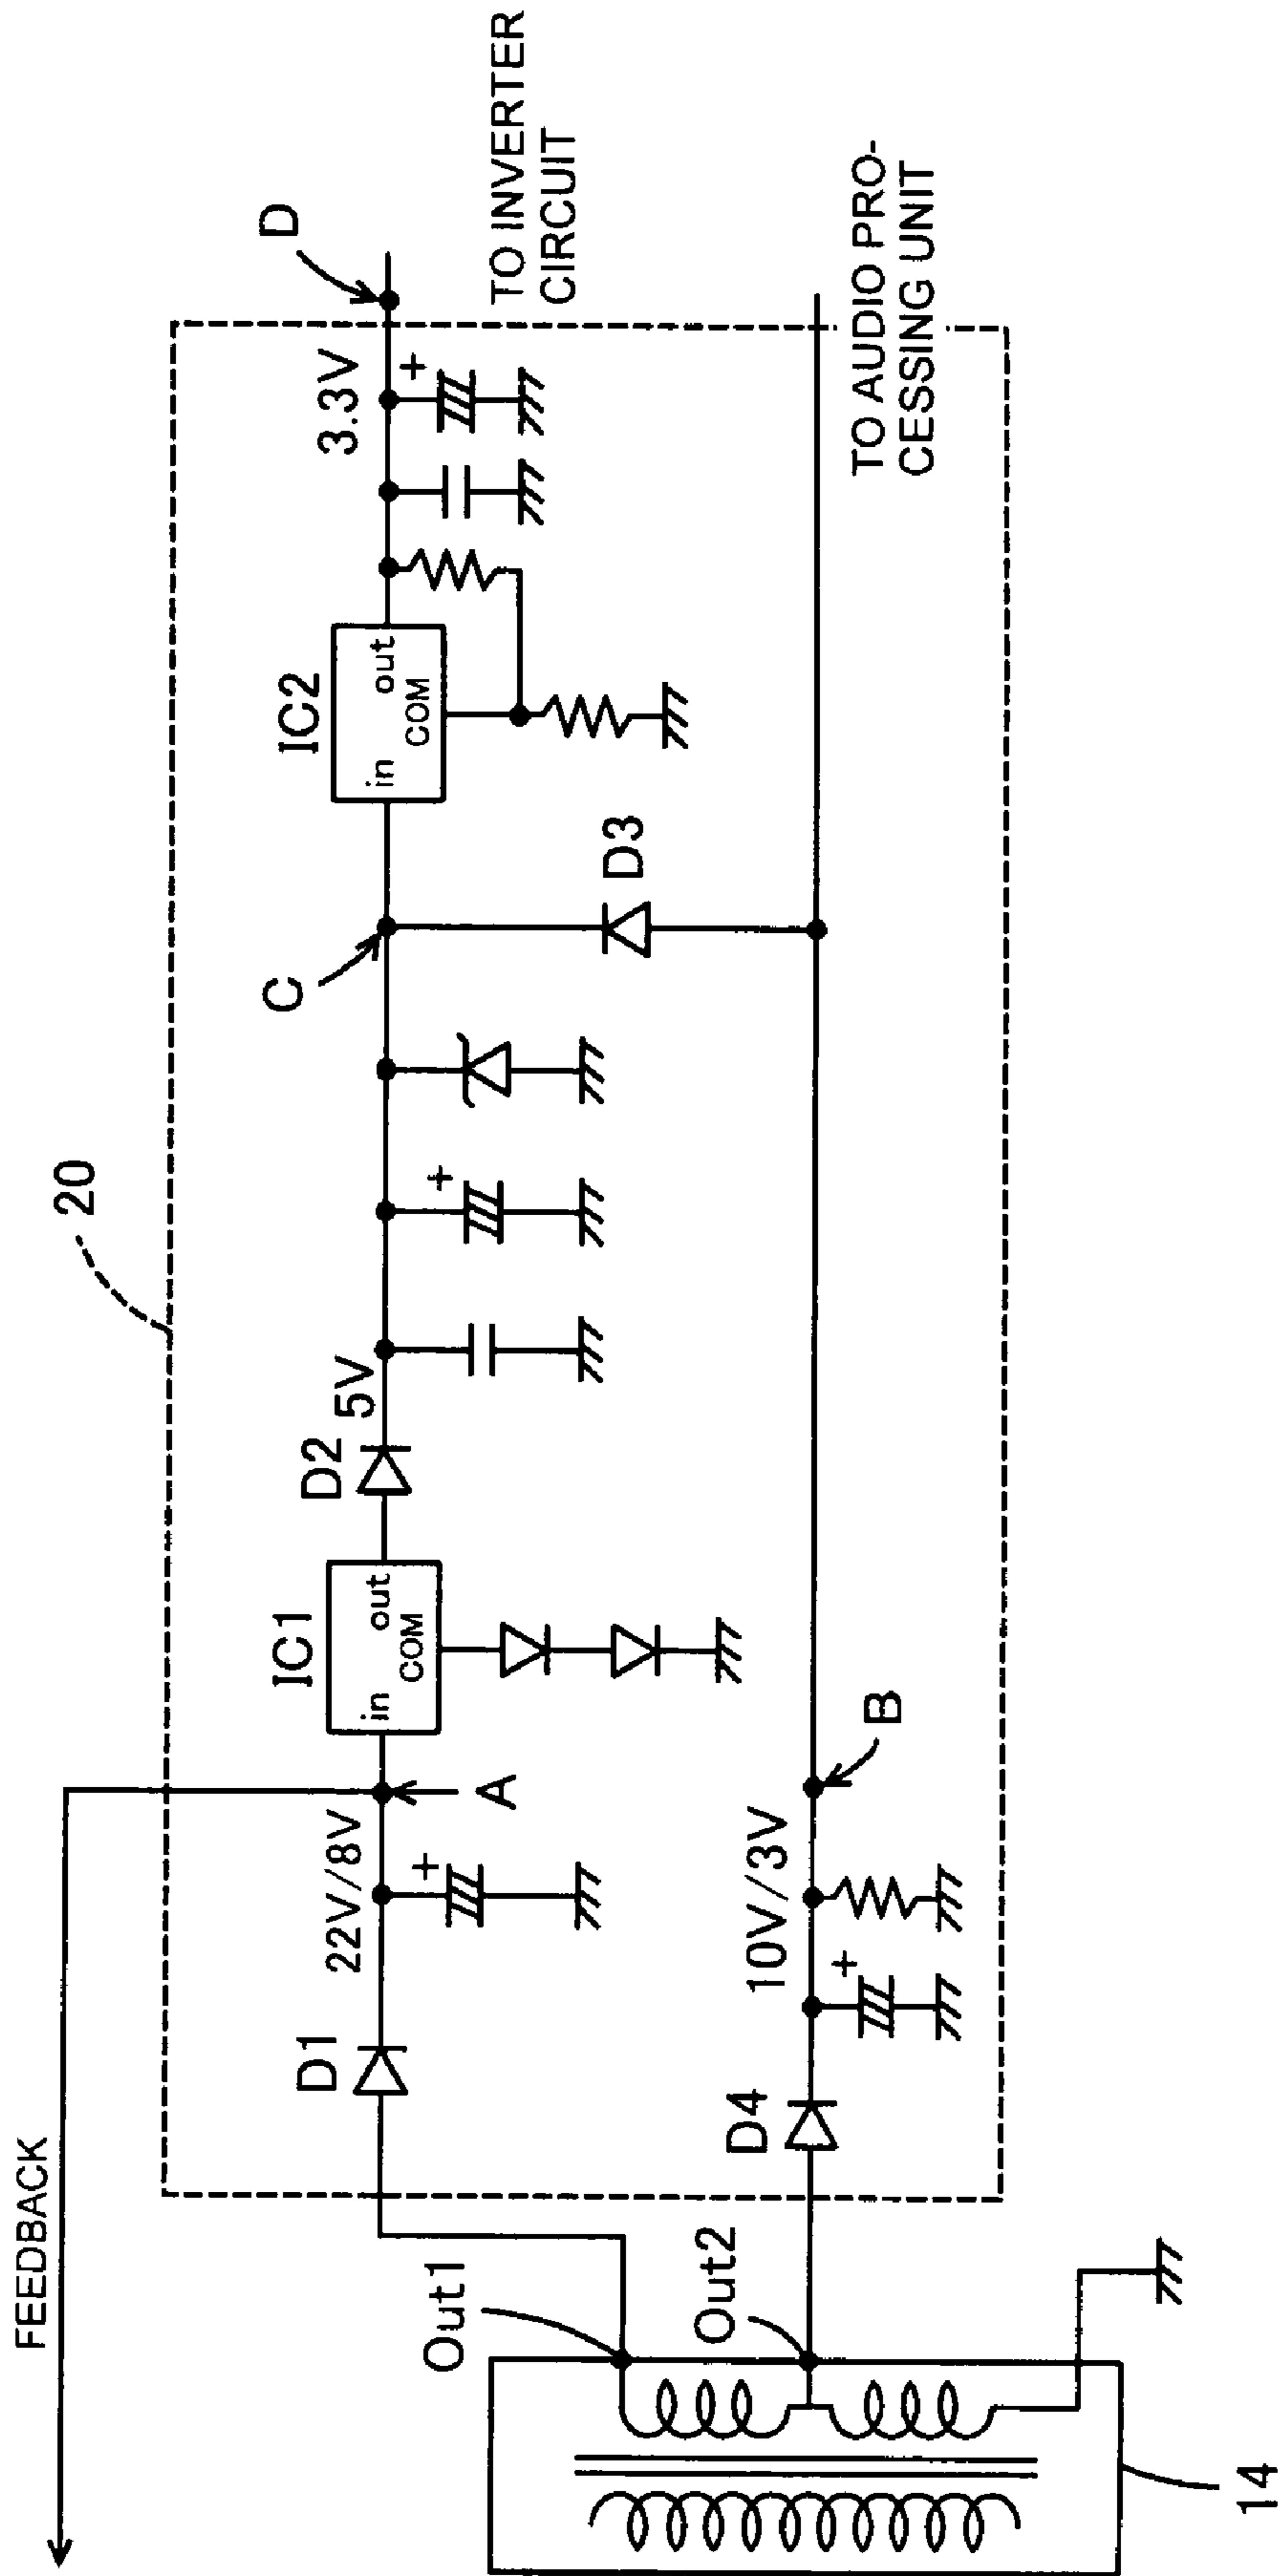 FEEDBACK
20
D1
22V/8V
+
A
IC1
in
out
COM
D2
5V
+
C
IC2
in
out
COM
3.3V
+
D
TO INVERTER
CIRCUIT
D3
Out1
Out2
D4
10V/3V
+
B
TO AUDIO PRO-
CESSING UNIT
14